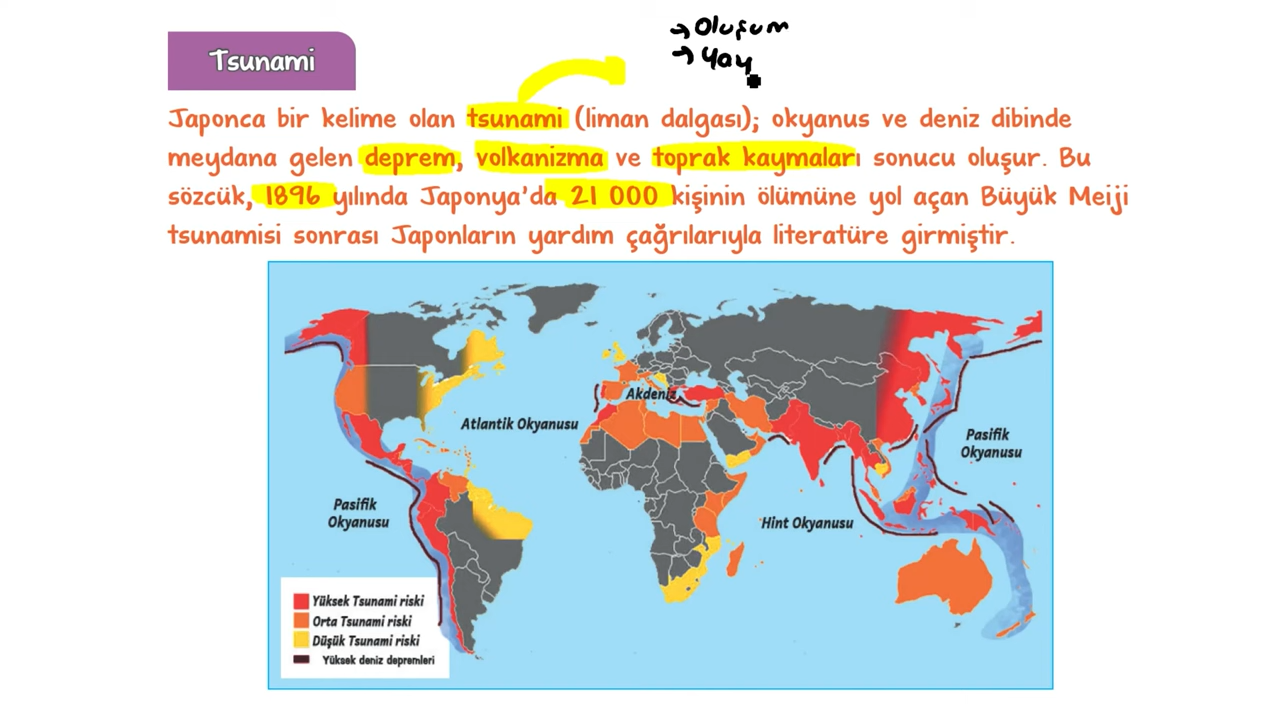 → Oluşum
→ Yay
Tsunami
Japonca bir kelime olan tsunami (liman dalgası); okyanus ve deniz dibinde
meydana gelen deprem, volkanizma ve toprak kaymaları sonucu oluşur. Bu
sözcük, 1896 yılında Japonya'da 21 000 kişinin ölümüne yol açan Büyük Meiji
tsunamisi sonrası Japonların yardım çağrılarıyla literatüre girmiştir.
Akdeniz
Atlantik Okyanusu
Pasifik
Okyanusu
Pasifik
Okyanusu
Hint Okyanusu
Yüksek Tsunami riski
Orta Tsunami riski
Düşük Tsunami riski
Yüksek deniz depremleri